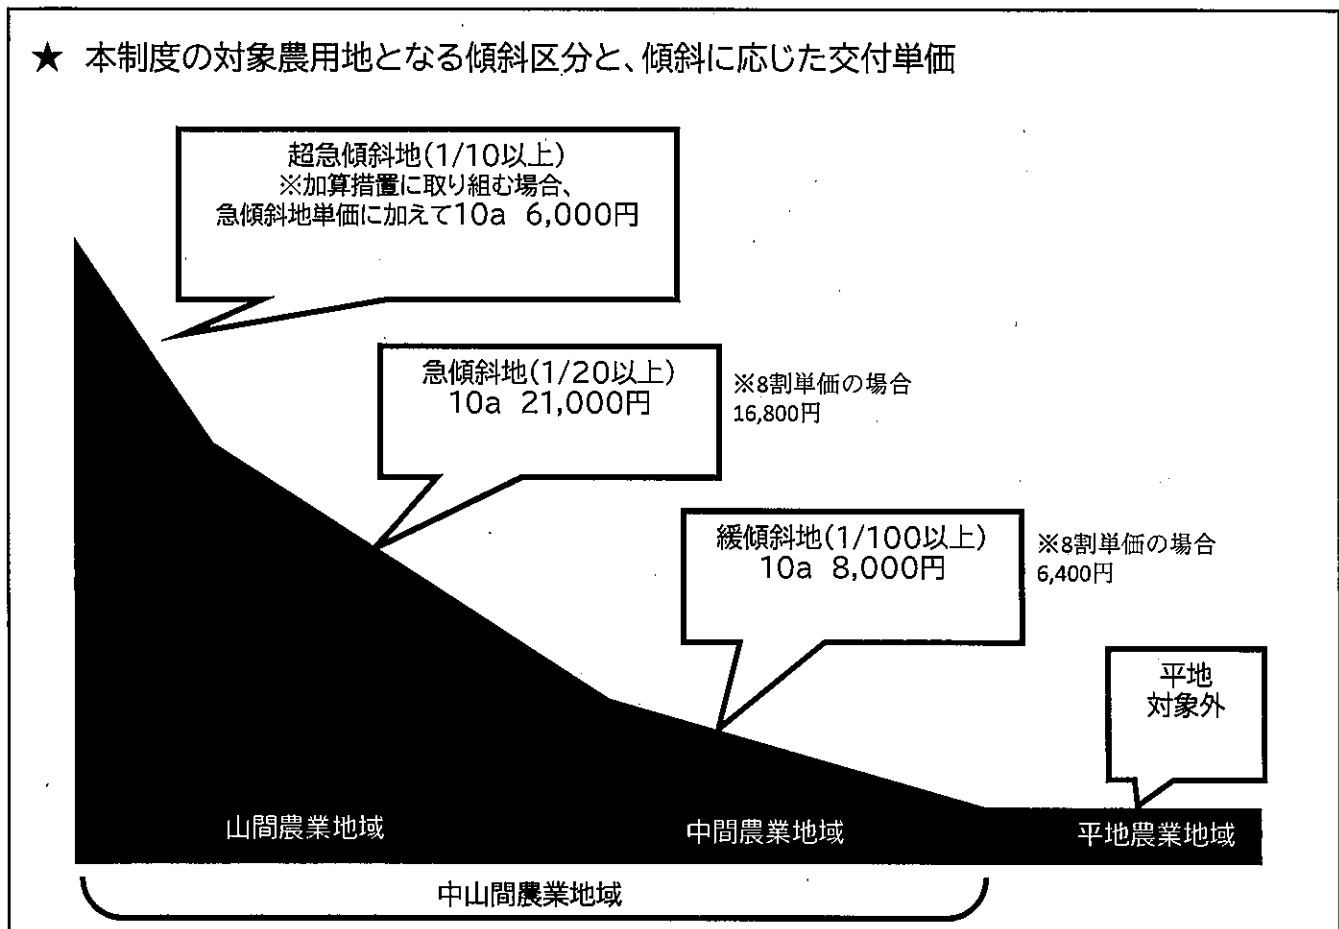 ★ 本制度の対象農用地となる傾斜区分と、傾斜に応じた交付単価
超急傾斜地(1/10以上)
※加算措置に取り組む場合、
急傾斜地単価に加えて10a 6,000円
急傾斜地(1/20以上)
10a 21,000円
※8割単価の場合
16,800円
緩傾斜地(1/100以上)
10a 8,000円
※8割単価の場合
6,400円
平地
対象外
山間農業地域
中間農業地域
平地農業地域
中山間農業地域